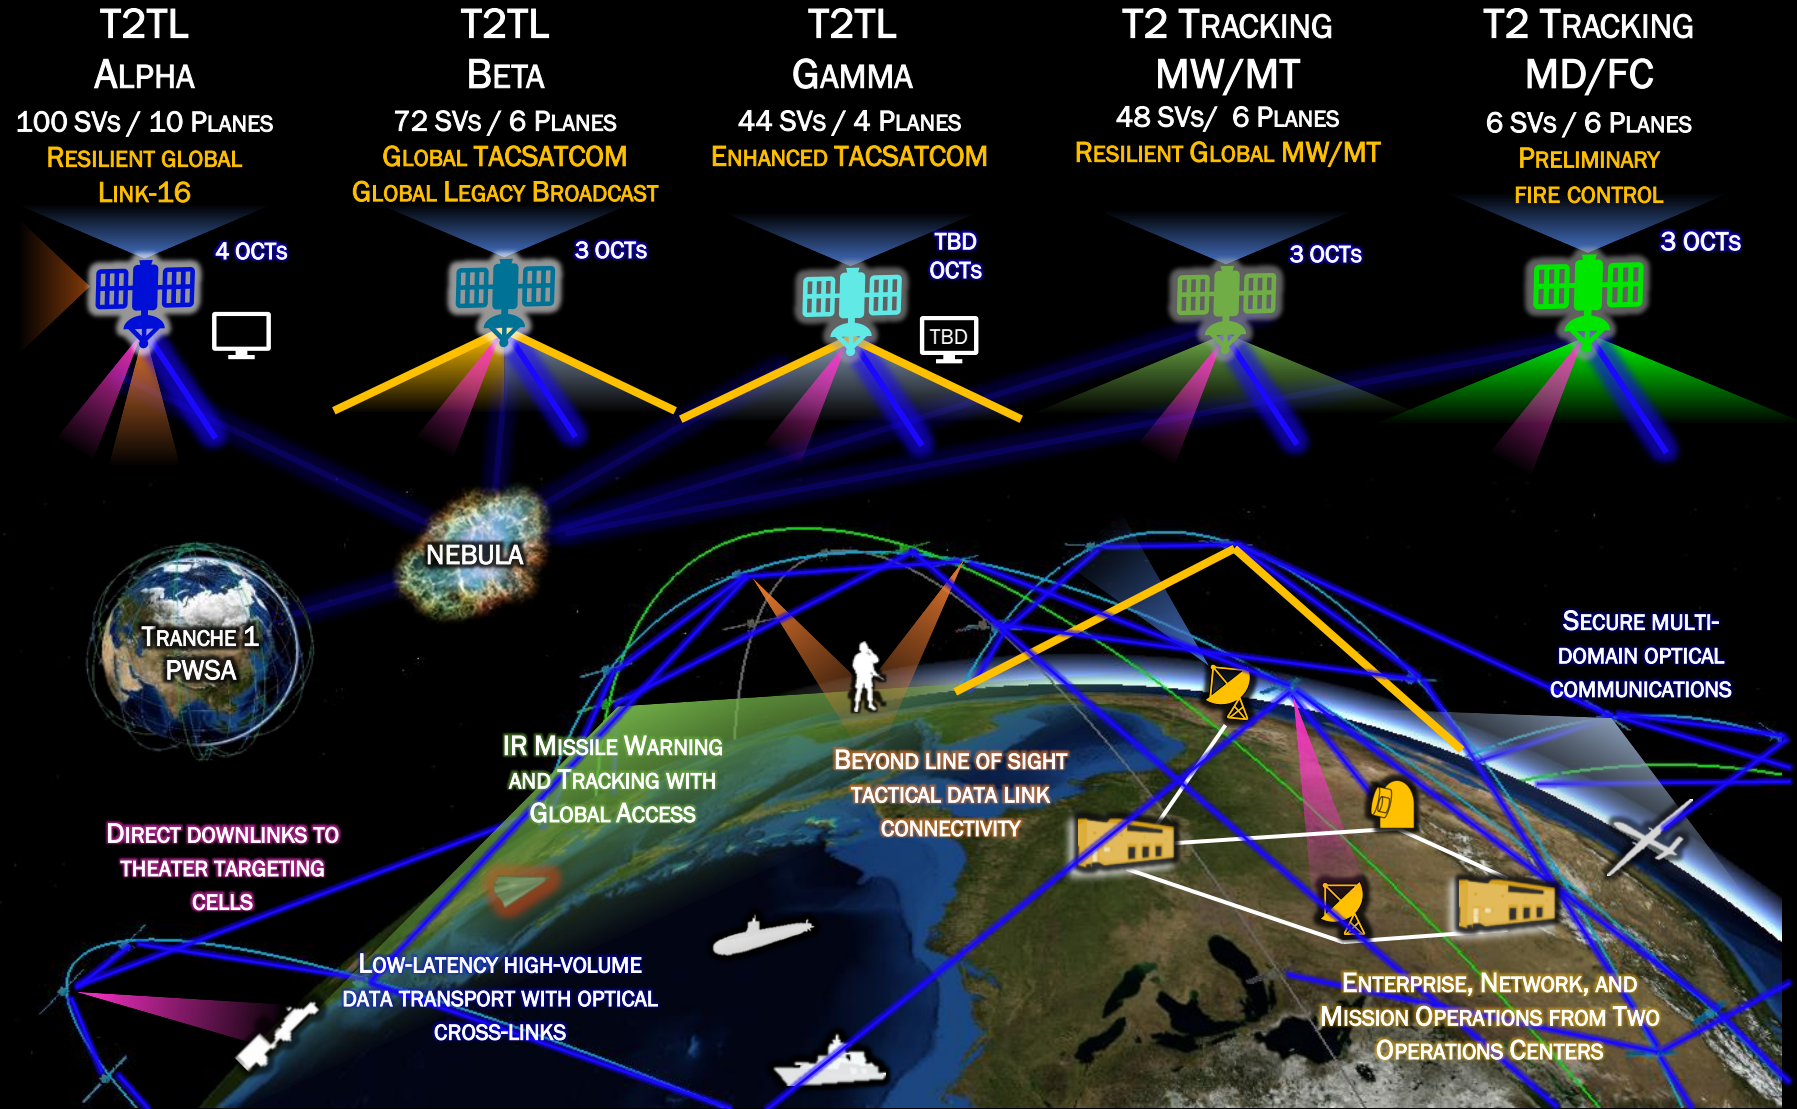 T2TL
ALPHA
100 SVS / 10 PLANES
RESILIENT GLOBAL
LINK-16
4 OCTS
T2TL
BETA
72 SVS / 6 PLANES
GLOBAL TACSATCOM
GLOBAL LEGACY BROADCAST
3 OCTS
T2TL
GAMMA
44 SVS / 4 PLANES
ENHANCED TACSATCOM
TBD
OCTS
TBD
T2 TRACKING
MW/MT
48 SVS/ 6 PLANES
RESILIENT GLOBAL MW/MT
3 OCTS
T2 TRACKING
MD/FC
6 SVS / 6 PLANES
PRELIMINARY
FIRE CONTROL
3 OCTS
NEBULA
TRANCHE 1
PWSA
SECURE MULTI-
DOMAIN OPTICAL
COMMUNICATIONS
IR MISSILE WARNING
AND TRACKING WITH
GLOBAL ACCESS
BEYOND LINE OF SIGHT
TACTICAL DATA LINK
CONNECTIVITY
DIRECT DOWNLINKS TO
THEATER TARGETING
CELLS
LOW-LATENCY HIGH-VOLUME
DATA TRANSPORT WITH OPTICAL
CROSS-LINKS
ENTERPRISE, NETWORK, AND
MISSION OPERATIONS FROM TWO
OPERATIONS CENTERS